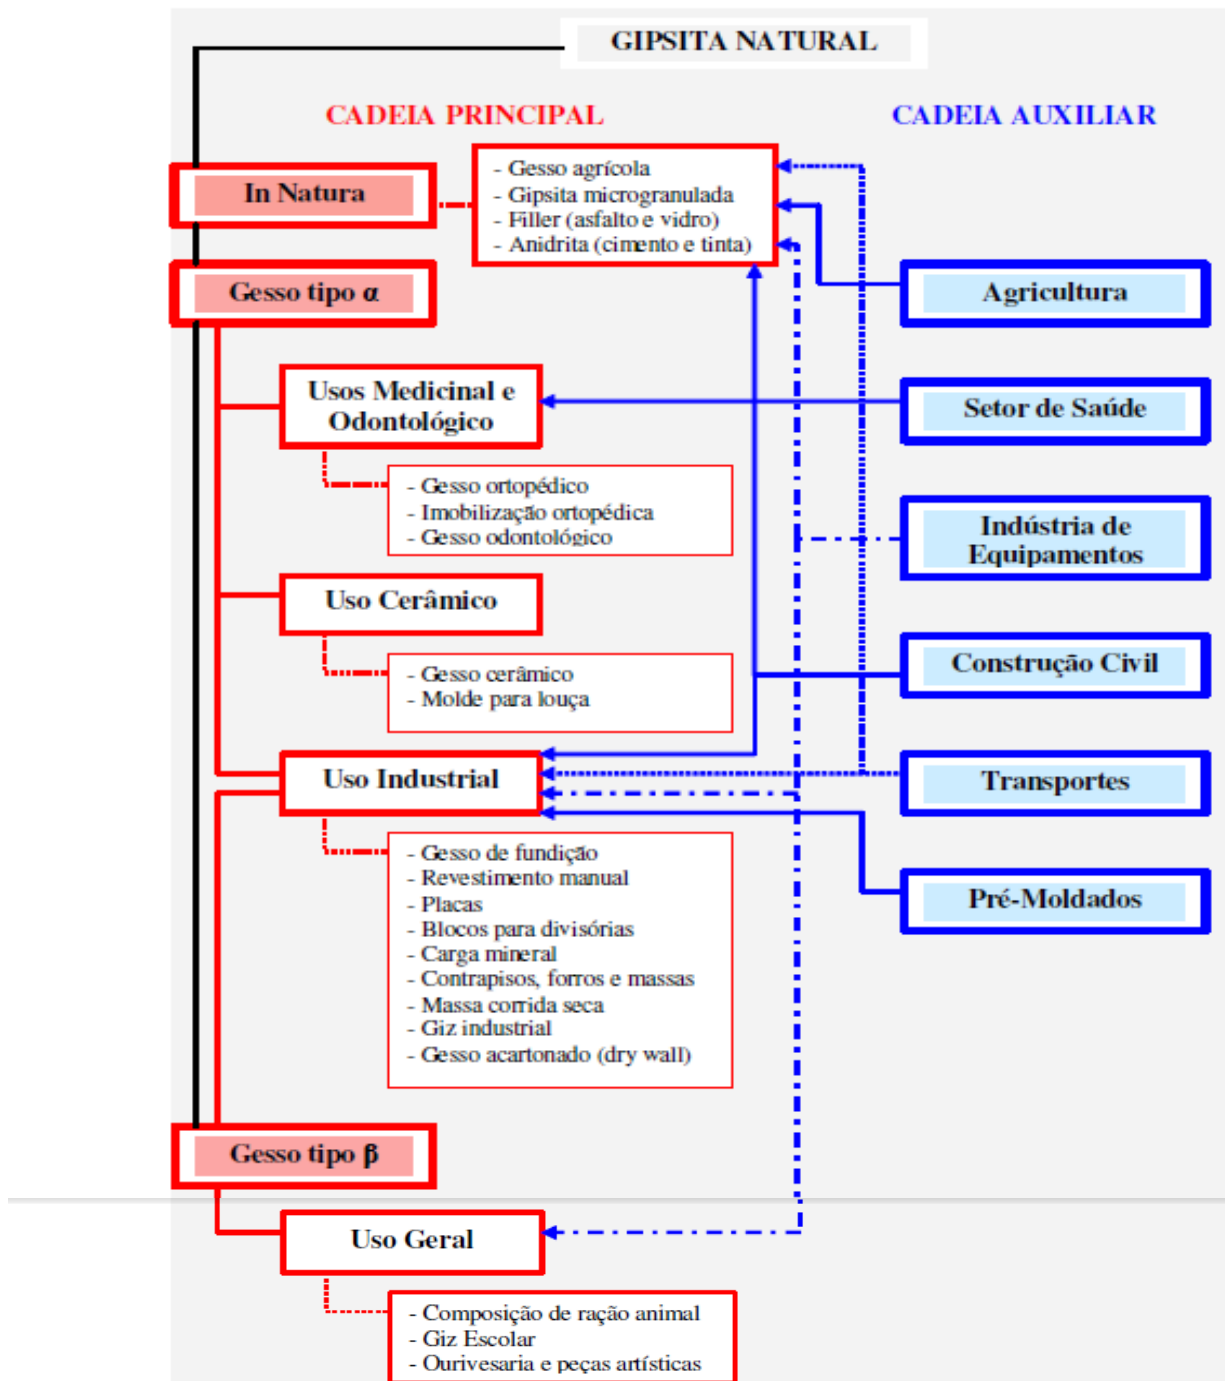 GIPSITA NATURAL
CADEIA PRINCIPAL
CADEIA AUXILIAR
In Natura
- Gesso agrícola
- Gipsita microgranulada
- Filler (asfalto e vidro)
- Anidrita (cimento e tinta)
Gesso tipo α
Agricultura
Usos Medicinal e
Odontológico
Setor de Saúde
- Gesso ortopédico
- Imobilização ortopédica
- Gesso odontológico
Indústria de
Equipamentos
Uso Cerâmico
- Gesso cerâmico
- Molde para louça
Construção Civil
Uso Industrial
Transportes
- Gesso de fundição
- Revestimento manual
- Placas
- Blocos para divisórias
- Carga mineral
- Contrapisos, forros e massas
- Massa corrida seca
- Giz industrial
- Gesso acartonado (dry wall)
Pré-Moldados
Gesso tipo β
Uso Geral
- Composição de ração animal
- Giz Escolar
- Ourivesaria e peças artísticas